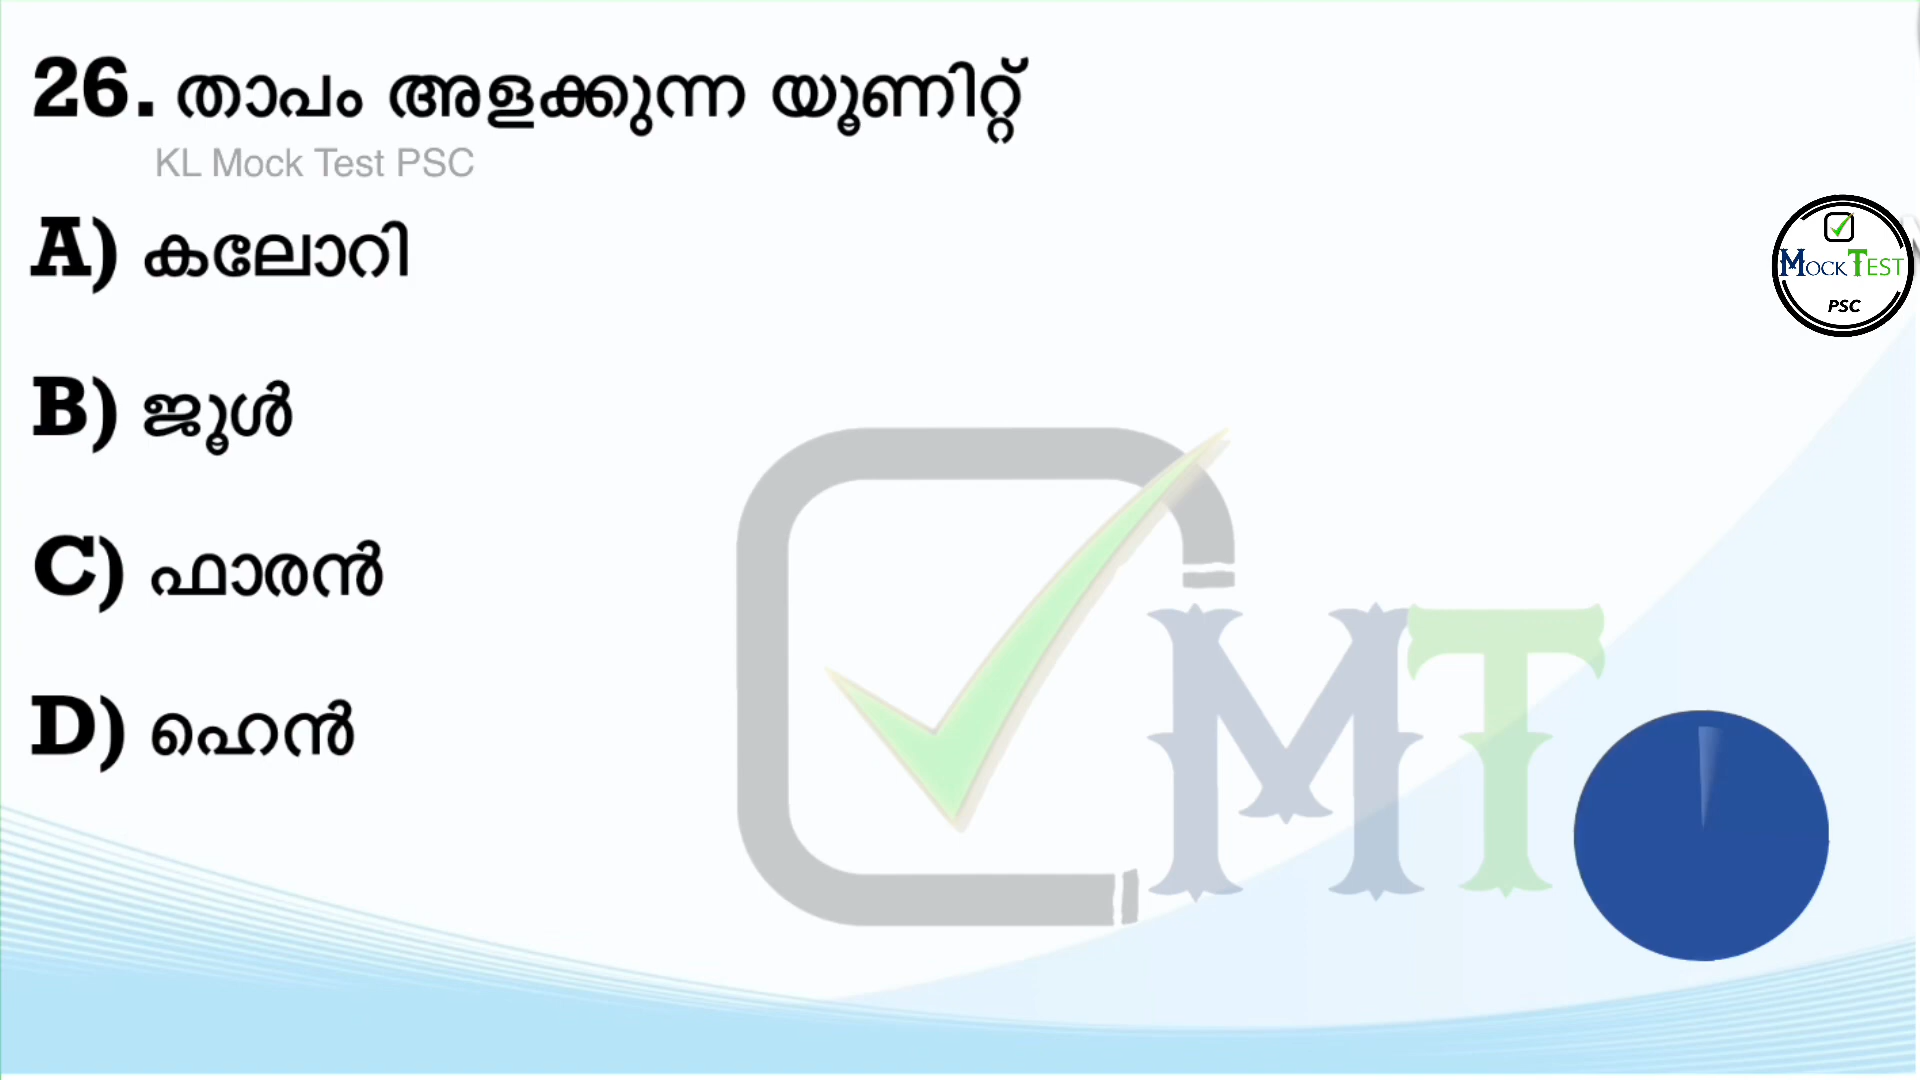 26. താപം അളക്കുന്ന യൂണിറ്റ്
KL Mock Test PSC
A) കലോറി
B) ജൂൾ
C) ഫാരൻ
D) ഹെൻ
MOCK TEST
PSC
MT